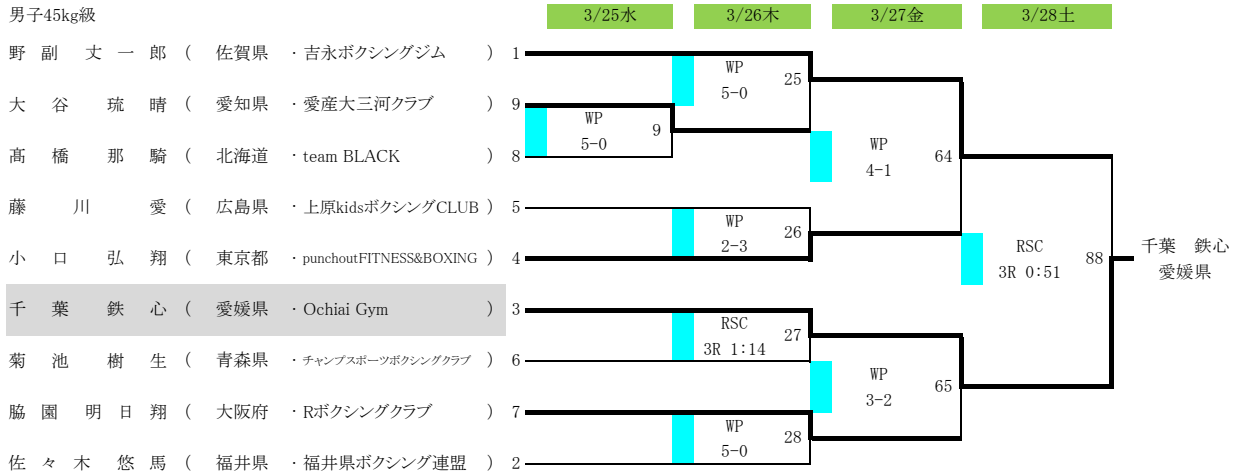 男子45kg級 3/25水 3/26木 3/27金 3/28土
野副 丈一郎 ( 佐賀県 ・吉永ボクシングジム ) 1
WP 25
5-0
大谷 琉晴 ( 愛知県 ・愛産大三河クラブ ) 9
WP 9
5-0
髙橋 那騎 ( 北海道 ・team BLACK ) 8
WP 64
4-1
藤川 愛 ( 広島県 ・上原kidsボクシングCLUB ) 5
WP 26
2-3
小口 弘翔 ( 東京都 ・punchoutFITNESS&BOXING ) 4
RSC 88
3R 0:51
千葉 鉄心
愛媛県
千葉 鉄心 ( 愛媛県 ・Ochiai Gym ) 3
RSC 27
3R 1:14
菊池 樹生 ( 青森県 ・チャンプスポーツボクシングクラブ ) 6
WP 65
3-2
脇園 明日翔 ( 大阪府 ・Rボクシングクラブ ) 7
WP 28
5-0
佐々木 悠馬 ( 福井県 ・福井県ボクシング連盟 ) 2